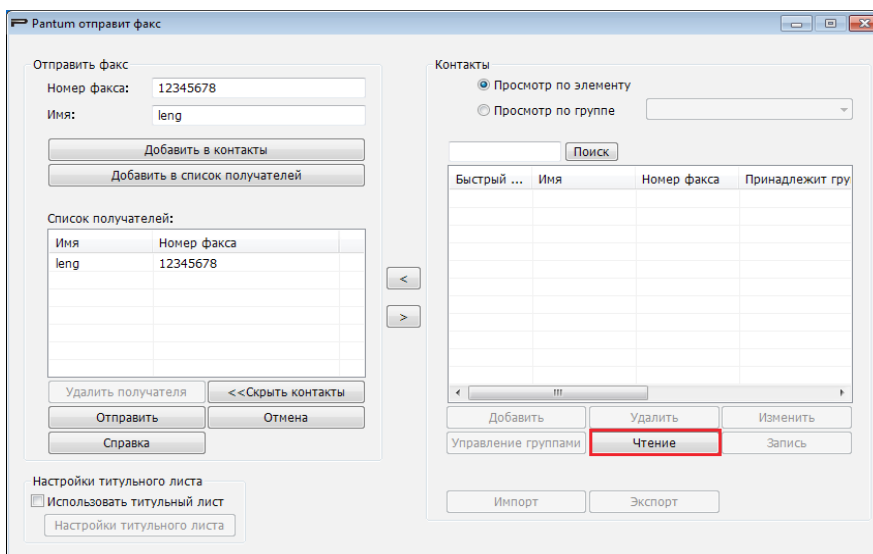 Pantum отправит факс
Отправить факс
Номер факса: 12345678
Имя: leng
Добавить в контакты
Добавить в список получателей
Список получателей:
Имя Номер факса
leng 12345678
Удалить получателя <<Скрыть контакты
Отправить Отмена
Справка
Настройки титульного листа
Использовать титульный лист
Настройки титульного листа
<
>
Контакты
Просмотр по элементу
Просмотр по группе
Поиск
Быстрый ... Имя Номер факса Принадлежит гру
Добавить Удалить Изменить
Управление группами Чтение Запись
Импорт Экспорт